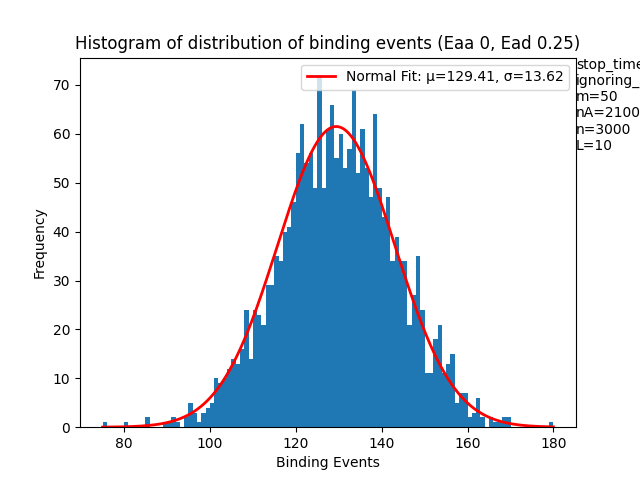 Histogram of distribution of binding events (Eaa 0, Ead 0.25)
Normal Fit: μ=129.41, σ=13.62
stop_time
ignoring_
m=50
nA=2100
n=3000
L=10
Frequency
70
60
50
40
30
20
10
0
80 100 120 140 160 180
Binding Events